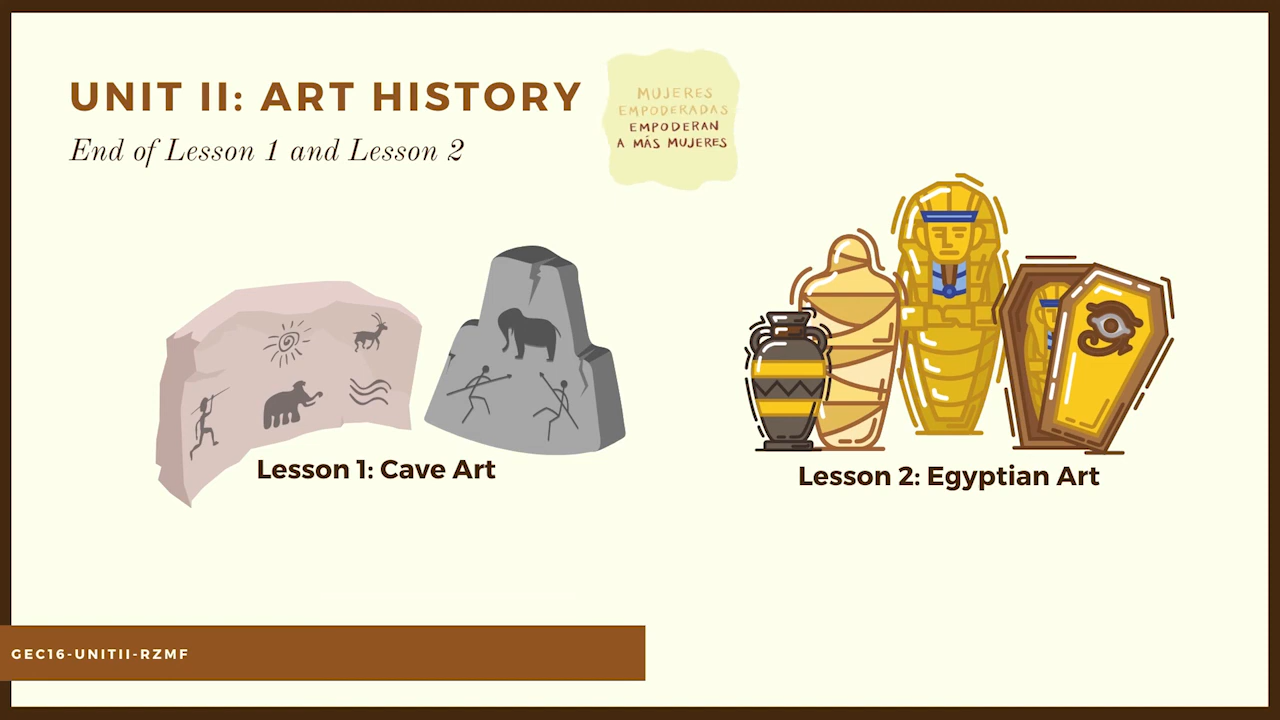 UNIT II: ART HISTORY
End of Lesson 1 and Lesson 2
MUJERES
EMPODERADAS
EMPODERAN
A MÁS MUJERES
Lesson 1: Cave Art
Lesson 2: Egyptian Art
GEC16-UNITII-RZMF